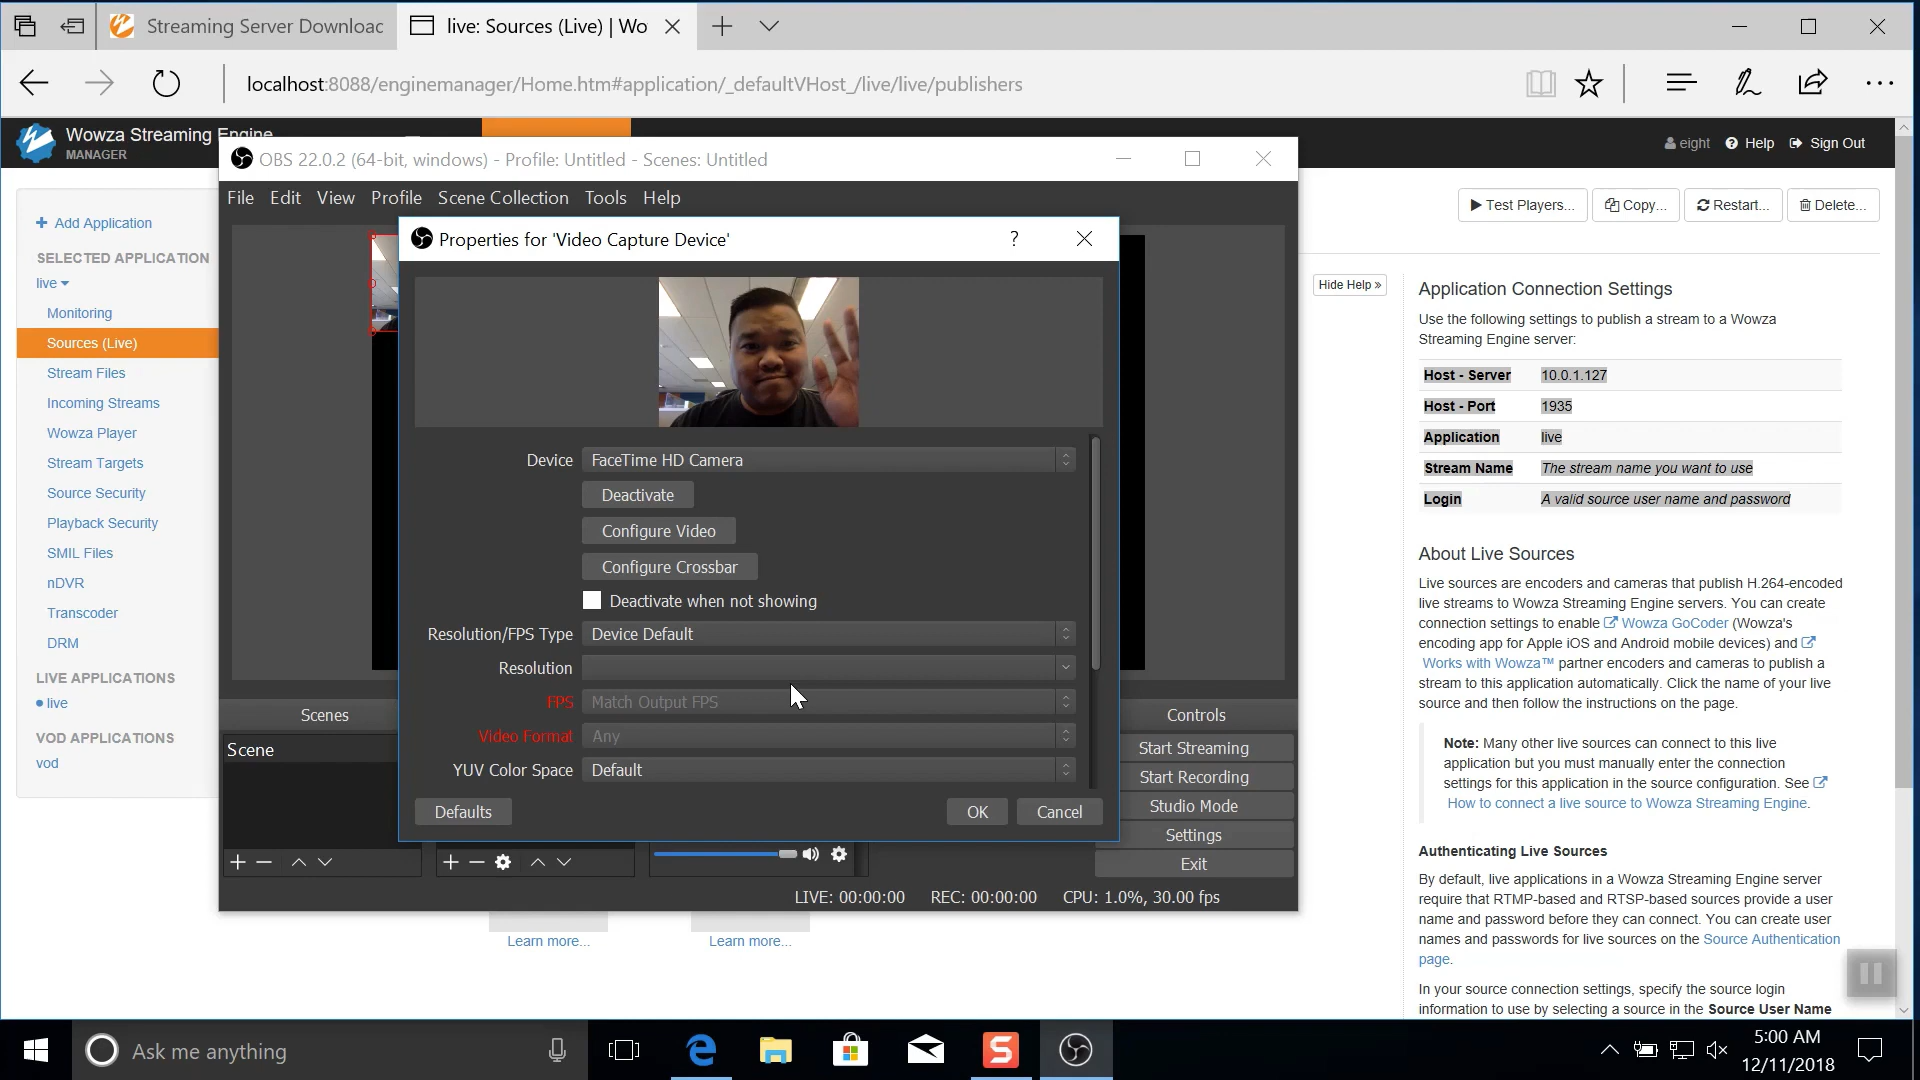 Streaming Server Downloac
live: Sources (Live) | Wo
localhost:8088/enginemanager/Home.htm#application/_defaultVHost_/live/live/publishers
Wowza Streaming Engine
MANAGER
eight
Help
Sign Out
OBS 22.0.2 (64-bit, windows) - Profile: Untitled - Scenes: Untitled
File Edit View Profile Scene Collection Tools Help
Test Players...
Copy...
Restart...
Delete...
Add Application
SELECTED APPLICATION
live
Monitoring
Sources (Live)
Stream Files
Incoming Streams
Wowza Player
Stream Targets
Source Security
Playback Security
SMIL Files
nDVR
Transcoder
DRM
LIVE APPLICATIONS
live
VOD APPLICATIONS
vod
Properties for 'Video Capture Device'
?
Device FaceTime HD Camera
Deactivate
Configure Video
Configure Crossbar
Deactivate when not showing
Resolution/FPS Type Device Default
Resolution
FPS Match Output FPS
Video Format Any
YUV Color Space Default
Defaults
OK
Cancel
Scenes
Scene
Controls
Start Streaming
Start Recording
Studio Mode
Settings
Exit
LIVE: 00:00:00 REC: 00:00:00 CPU: 1.0%, 30.00 fps
Learn more...
Learn more...
Hide Help »
Application Connection Settings
Use the following settings to publish a stream to a Wowza
Streaming Engine server:
Host - Server 10.0.1.127
Host - Port 1935
Application live
Stream Name The stream name you want to use
Login A valid source user name and password
About Live Sources
Live sources are encoders and cameras that publish H.264-encoded
live streams to Wowza Streaming Engine servers. You can create
connection settings to enable Wowza GoCoder (Wowza's
encoding app for Apple iOS and Android mobile devices) and
Works with Wowza™ partner encoders and cameras to publish a
stream to this application automatically. Click the name of your live
source and then follow the instructions on the page.
Note: Many other live sources can connect to this live
application but you must manually enter the connection
settings for this application in the source configuration. See
How to connect a live source to Wowza Streaming Engine.
Authenticating Live Sources
By default, live applications in a Wowza Streaming Engine server
require that RTMP-based and RTSP-based sources provide a user
name and password before they can connect. You can create user
names and passwords for live sources on the Source Authentication
page.
In your source connection settings, specify the source login
information to use by selecting a source in the Source User Name
Ask me anything
5:00 AM
12/11/2018